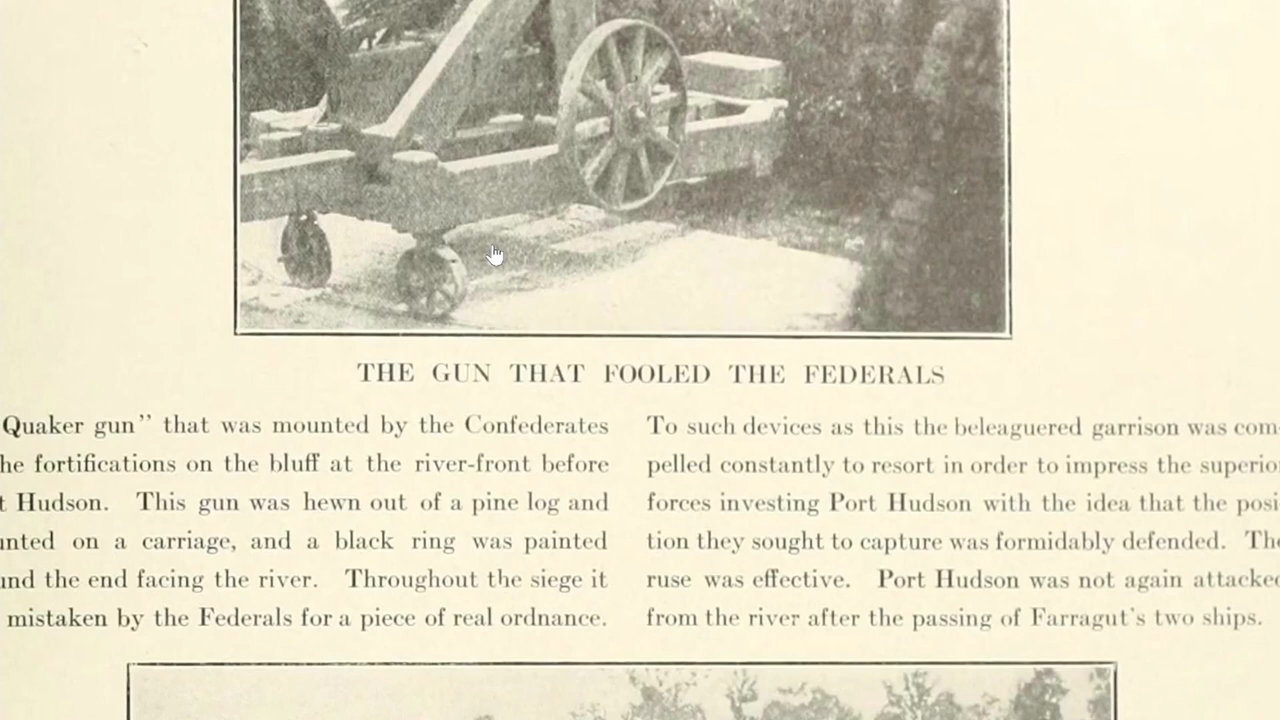 THE GUN THAT FOOLED THE FEDERALS
Quaker gun” that was mounted by the Confederates
fortifications on the bluff at the river-front before
Hudson. This gun was hewn out of a pine log and
on a carriage, and a black ring was painted
the end facing the river. Throughout the siege it
mistaken by the Federals for a piece of real ordnance.
To such devices as this the beleaguered garrison was com-
pelled constantly to resort in order to impress the superior
forces investing Port Hudson with the idea that the posi-
tion they sought to capture was formidably defended. The
ruse was effective. Port Hudson was not again attacked
from the river after the passing of Farragut's two ships.